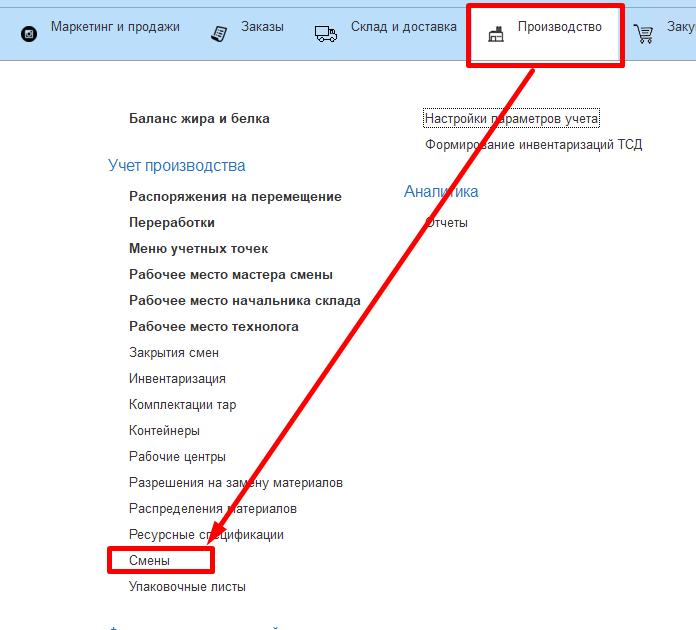 Маркетинг и продажи
Заказы
Склад и доставка
Производство
Заку
Баланс жира и белка
Учет производства
Распоряжения на перемещение
Переработки
Меню учетных точек
Рабочее место мастера смены
Рабочее место начальника склада
Рабочее место технолога
Закрытия смен
Инвентаризация
Комплектации тар
Контейнеры
Рабочие центры
Разрешения на замену материалов
Распределения материалов
Ресурсные спецификации
Смены
Упаковочные листы
Настройки параметров учета
Формирование инвентаризаций ТСД
Аналитика
Отчеты